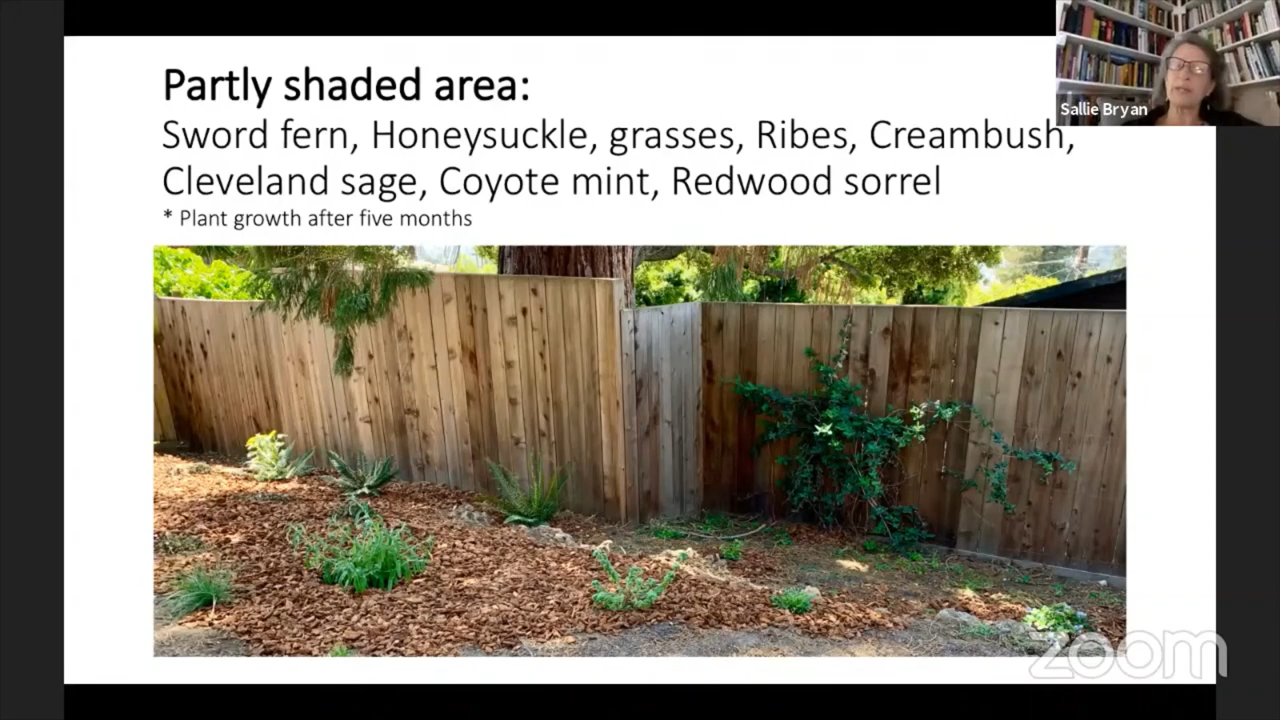 Partly shaded area:
Sword fern, Honeysuckle, grasses, Ribes, Creambush,
Cleveland sage, Coyote mint, Redwood sorrel
* Plant growth after five months
Sallie Bryan
zoom